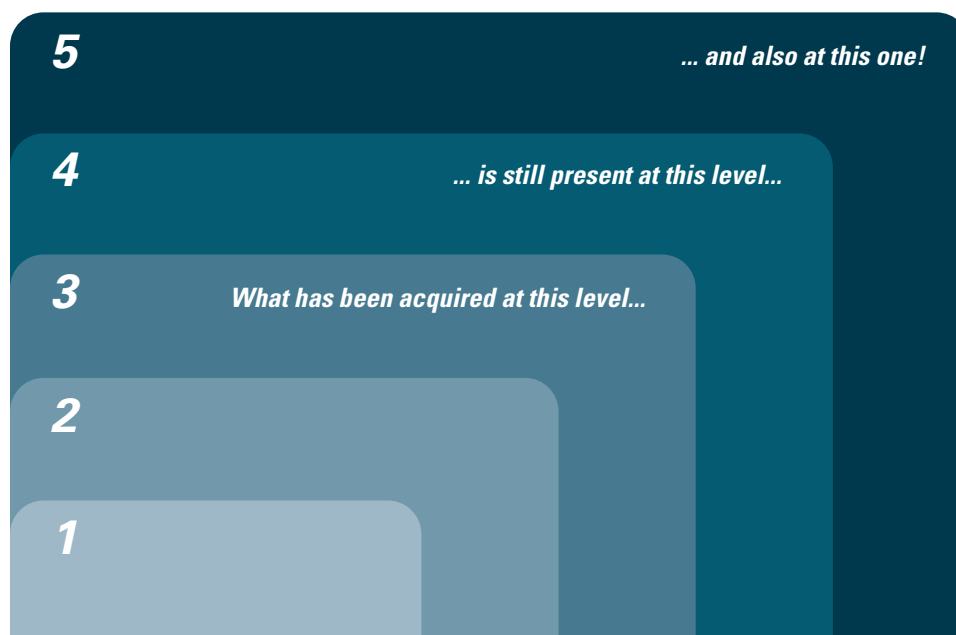 5 ... and also at this one!
4 ... is still present at this level...
3 What has been acquired at this level...
2
1